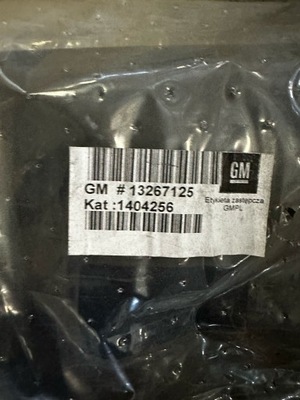 GM
GM # 13267125
Kat :1404256
Etykieta zastępcza
GMPL